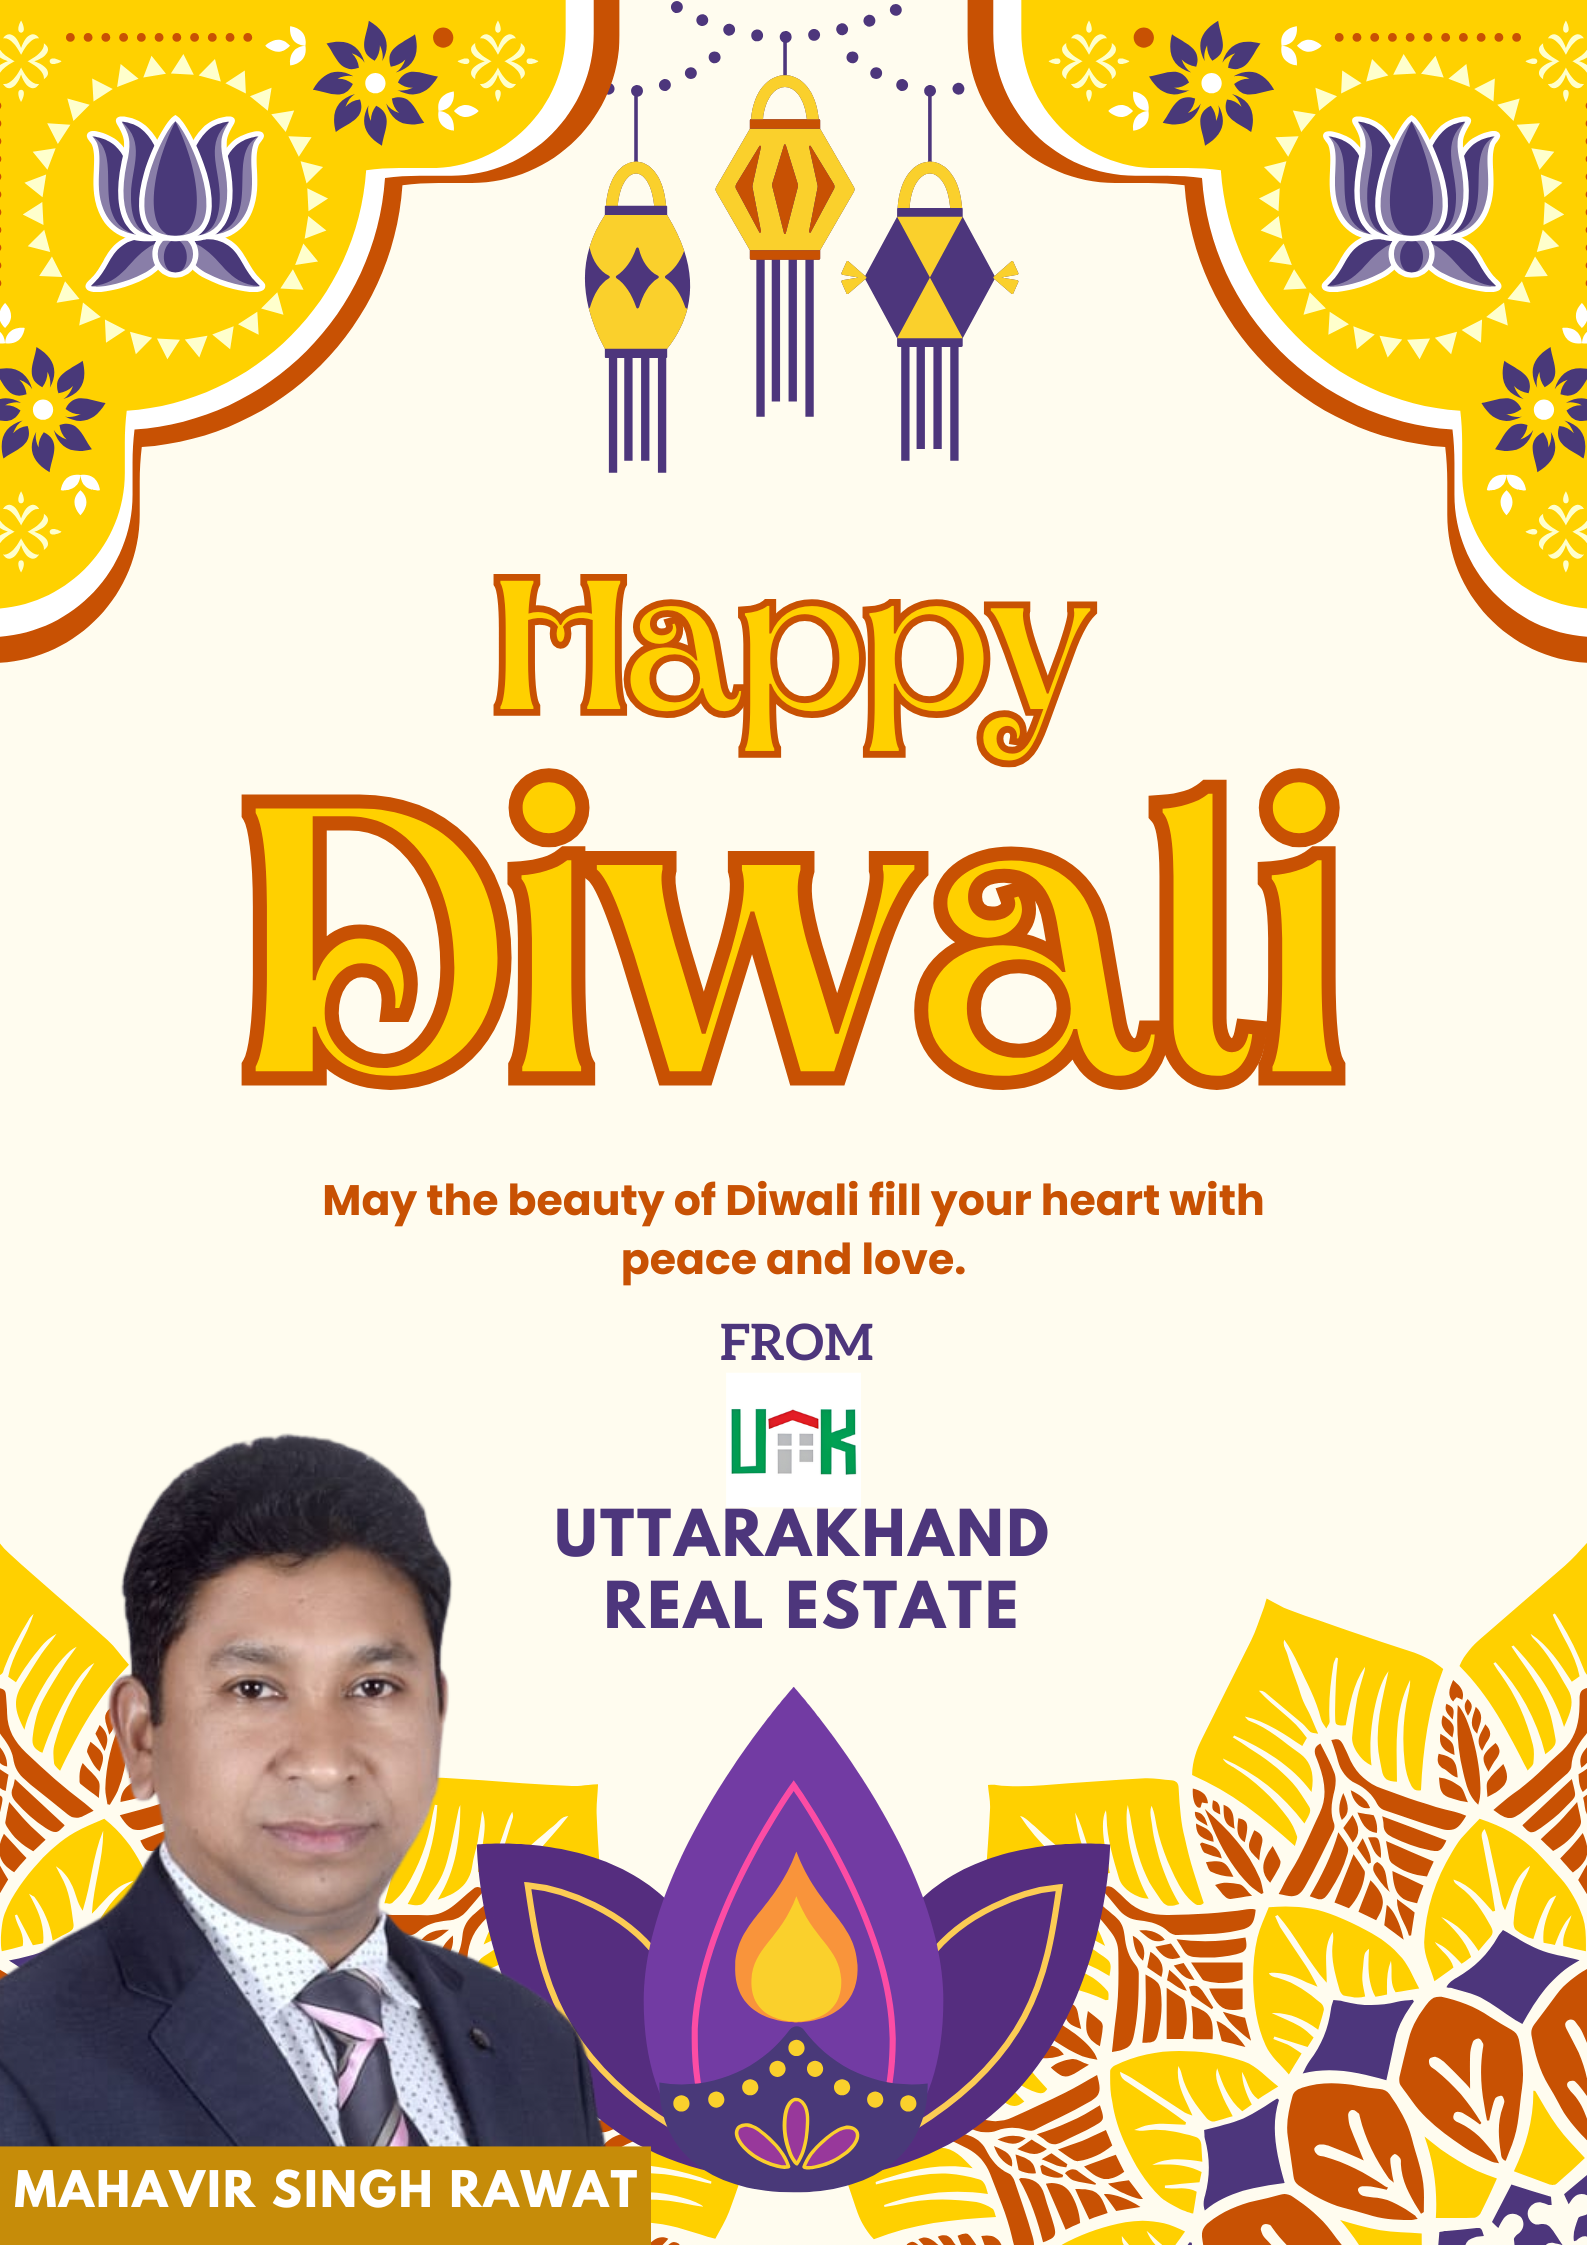 Happy
Diwali
May the beauty of Diwali fill your heart with
peace and love.
FROM
UK
UTTARAKHAND
REAL ESTATE
MAHAVIR SINGH RAWAT